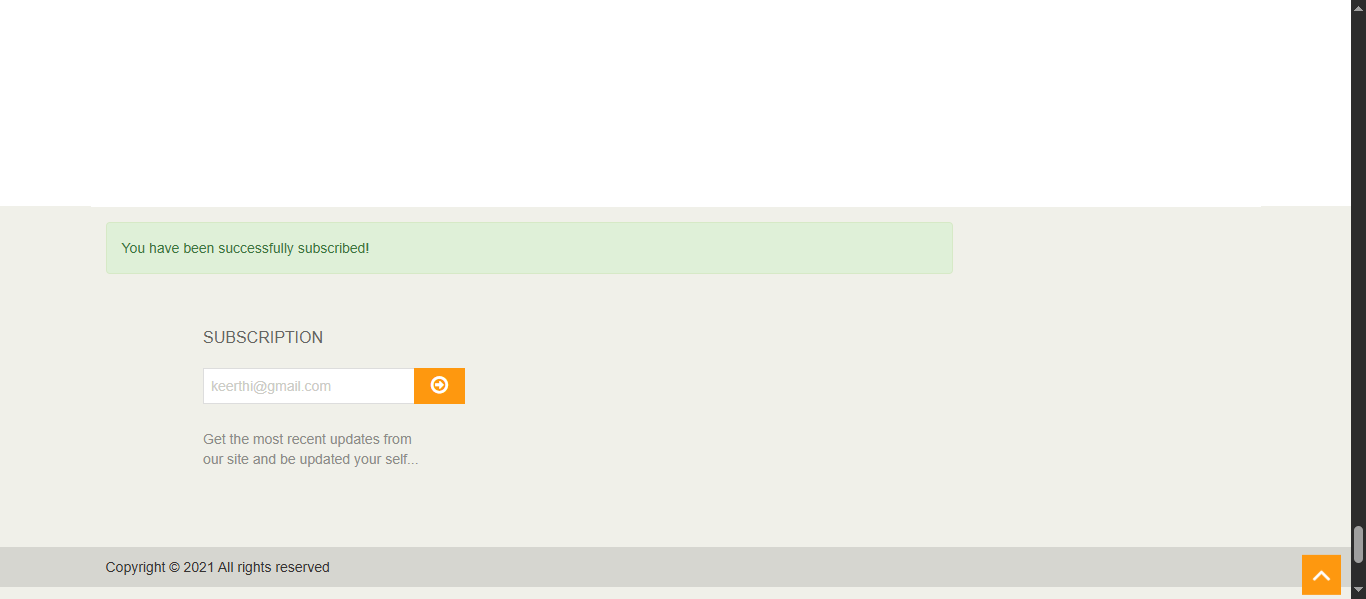 You have been successfully subscribed!
SUBSCRIPTION
keerthi@gmail.com
Get the most recent updates from
our site and be updated your self...
Copyright © 2021 All rights reserved